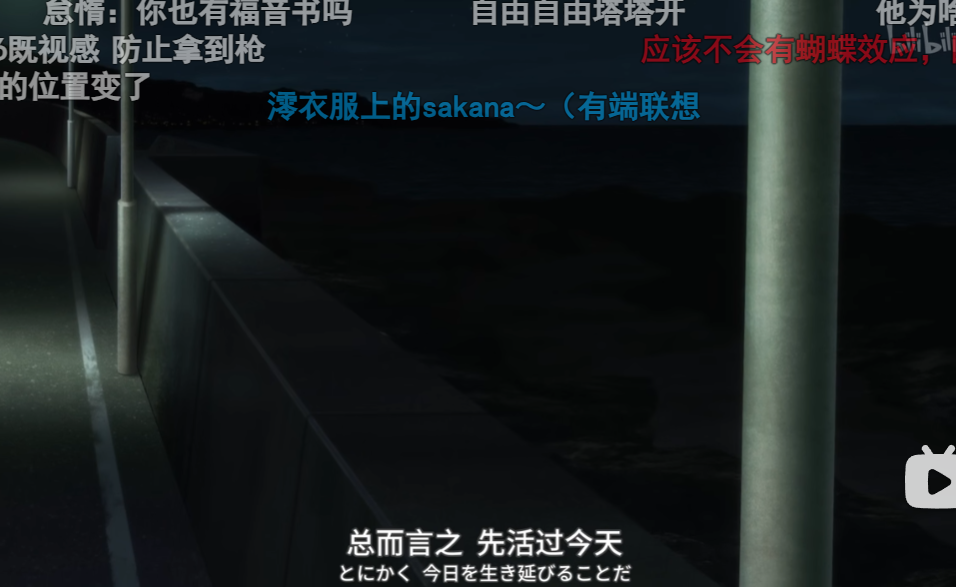 怠惰：你也有福音书吗
自由自由塔塔开
他为啥
既视感 防止拿到枪
应该不会有蝴蝶效应，
bilibili
的位置变了
澪衣服上的sakana～（有端联想
总而言之 先活过今天
とにかく 今日を生き延びることだ